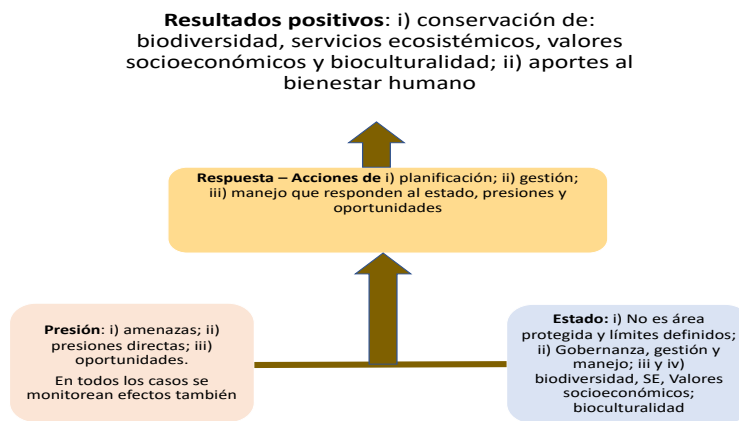 Resultados positivos: i) conservación de:
biodiversidad, servicios ecosistémicos, valores
socioeconómicos y bioculturalidad; ii) aportes al
bienestar humano
Respuesta – Acciones de i) planificación; ii) gestión;
iii) manejo que responden al estado, presiones y
oportunidades
Presión: i) amenazas; ii)
presiones directas; iii)
oportunidades.
En todos los casos se
monitorean efectos también
Estado: i) No es área
protegida y límites definidos;
ii) Gobernanza, gestión y
manejo; iii y iv)
biodiversidad, SE, Valores
socioeconómicos;
bioculturalidad